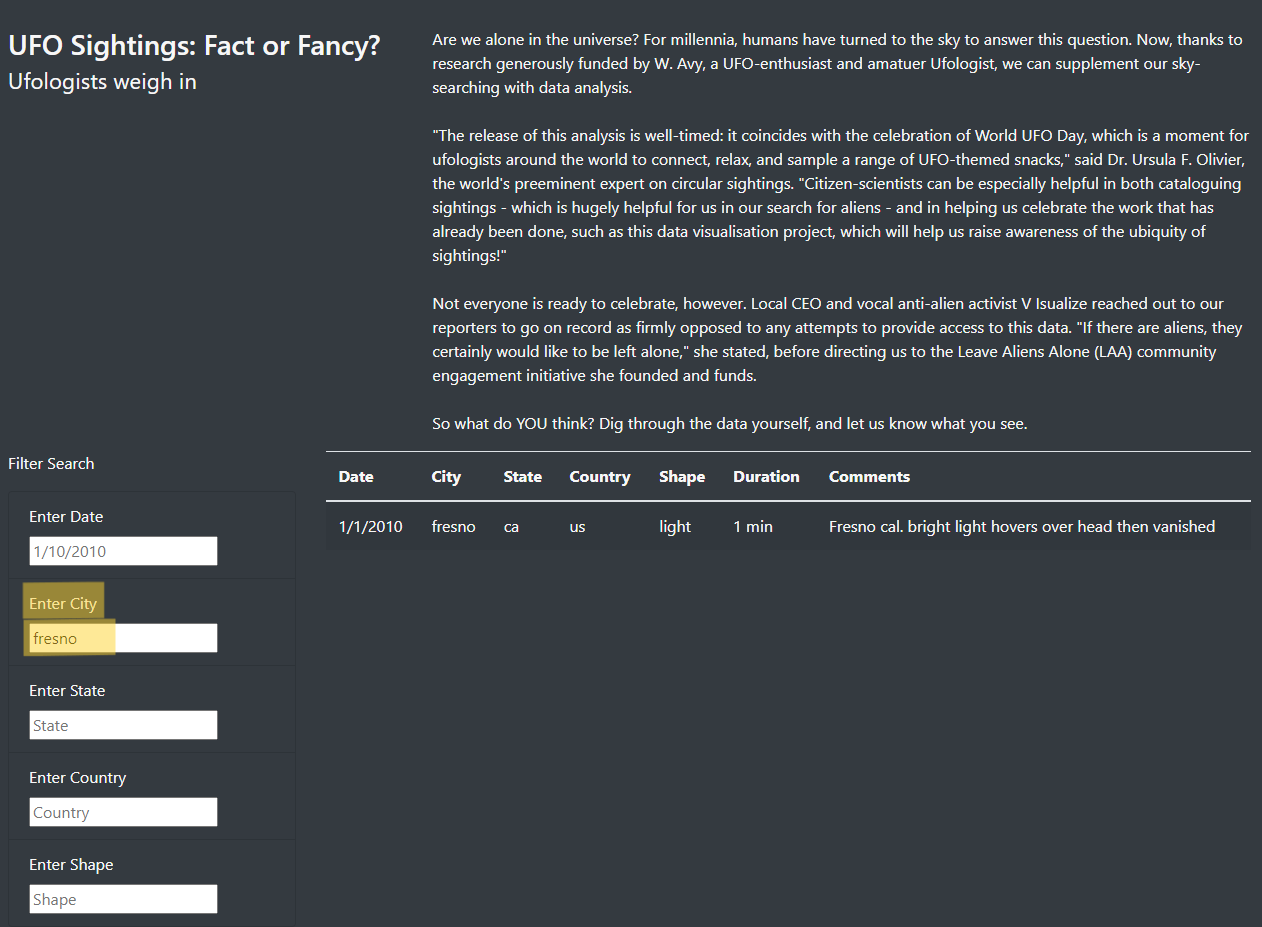 UFO Sightings: Fact or Fancy?
Ufologists weigh in
Are we alone in the universe? For millennia, humans have turned to the sky to answer this question. Now, thanks to
research generously funded by W. Avy, a UFO-enthusiast and amatuer Ufologist, we can supplement our sky-
searching with data analysis.
"The release of this analysis is well-timed: it coincides with the celebration of World UFO Day, which is a moment for
ufologists around the world to connect, relax, and sample a range of UFO-themed snacks," said Dr. Ursula F. Olivier,
the world's preeminent expert on circular sightings. "Citizen-scientists can be especially helpful in both cataloguing
sightings - which is hugely helpful for us in our search for aliens - and in helping us celebrate the work that has
already been done, such as this data visualisation project, which will help us raise awareness of the ubiquity of
sightings!"
Not everyone is ready to celebrate, however. Local CEO and vocal anti-alien activist V Isualize reached out to our
reporters to go on record as firmly opposed to any attempts to provide access to this data. "If there are aliens, they
certainly would like to be left alone," she stated, before directing us to the Leave Aliens Alone (LAA) community
engagement initiative she founded and funds.
So what do YOU think? Dig through the data yourself, and let us know what you see.
Filter Search
Enter Date
1/10/2010
Enter City
fresno
Enter State
State
Enter Country
Country
Enter Shape
Shape
Date City State Country Shape Duration Comments
1/1/2010 fresno ca us light 1 min Fresno cal. bright light hovers over head then vanished